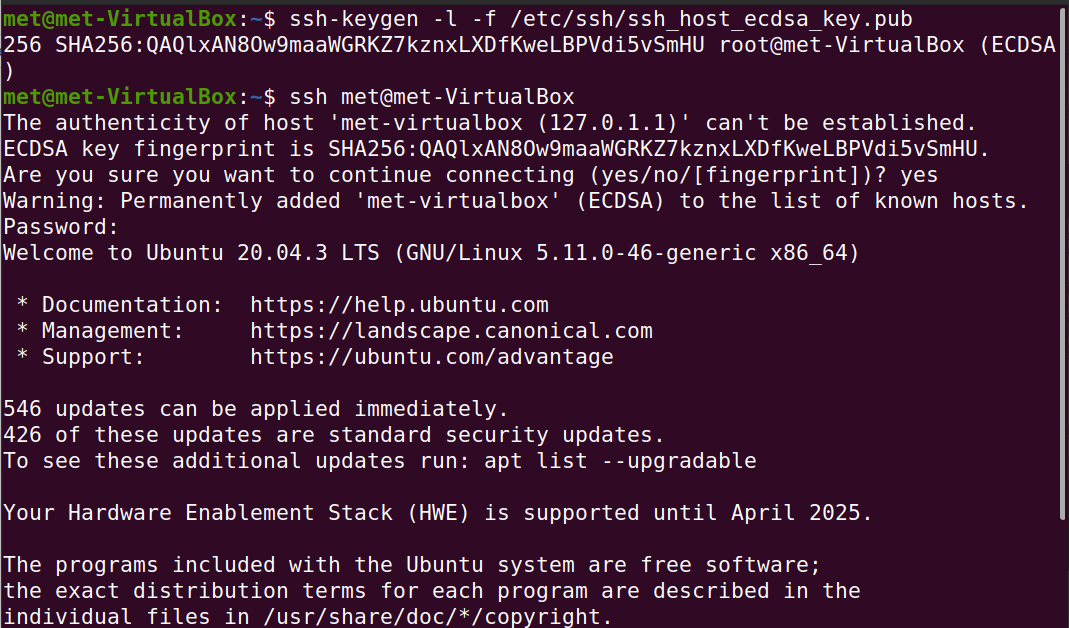 met@met-VirtualBox:~$ ssh-keygen -l -f /etc/ssh/ssh_host_ecdsa_key.pub
256 SHA256:QAQlxAN8Ow9maaWGRKZ7kznxLXDfKweLBPVdi5vSmHU root@met-VirtualBox (ECDSA
)
met@met-VirtualBox:~$ ssh met@met-VirtualBox
The authenticity of host 'met-virtualbox (127.0.1.1)' can't be established.
ECDSA key fingerprint is SHA256:QAQlxAN8Ow9maaWGRKZ7kznxLXDfKweLBPVdi5vSmHU.
Are you sure you want to continue connecting (yes/no/[fingerprint])? yes
Warning: Permanently added 'met-virtualbox' (ECDSA) to the list of known hosts.
Password:
Welcome to Ubuntu 20.04.3 LTS (GNU/Linux 5.11.0-46-generic x86_64)

 * Documentation:  https://help.ubuntu.com
 * Management:     https://landscape.canonical.com
 * Support:        https://ubuntu.com/advantage

546 updates can be applied immediately.
426 of these updates are standard security updates.
To see these additional updates run: apt list --upgradable

Your Hardware Enablement Stack (HWE) is supported until April 2025.

The programs included with the Ubuntu system are free software;
the exact distribution terms for each program are described in the
individual files in /usr/share/doc/*/copyright.